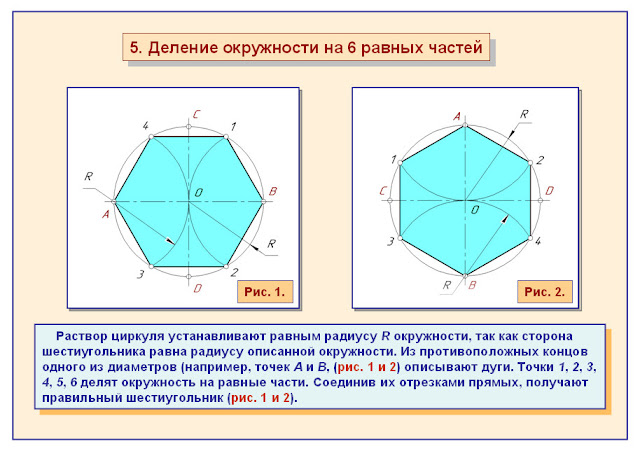 5. Деление окружности на 6 равных частей
C
4
1
R
O
B
A
R
3
2
D
Рис. 1.
A
R
1
2
C
D
O
3
4
R
B
Рис. 2.
Раствор циркуля устанавливают равным радиусу R окружности, так как сторона
шестиугольника равна радиусу описанной окружности. Из противоположных концов
одного из диаметров (например, точек A и B, (рис. 1 и 2) описывают дуги. Точки 1, 2, 3,
4, 5, 6 делят окружность на равные части. Соединив их отрезками прямых, получают
правильный шестиугольник (рис. 1 и 2).